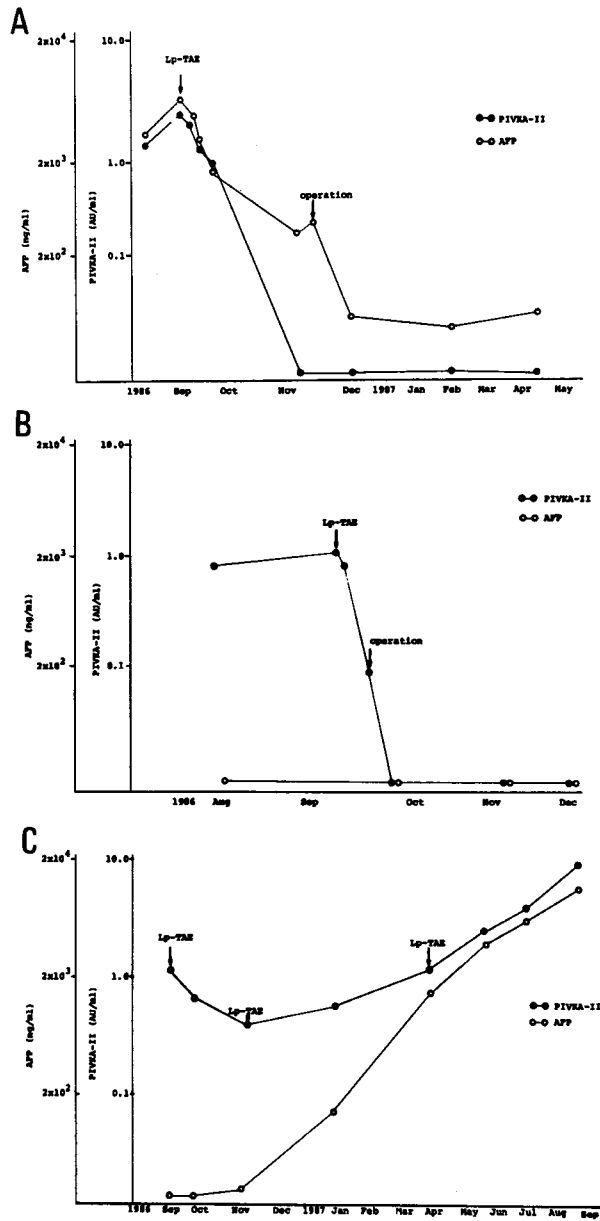 A
2x10⁴
10.0
Lp-TAE
PIVKA-II
AFP
2x10³
1.0
operation
2x10²
0.1
AFP (ng/ml)
PIVKA-II (AU/ml)
1986 Sep Oct Nov Dec 1987 Jan Feb Mar Apr May
B
2x10⁴
10.0
PIVKA-II
Lp-TAE
AFP
2x10³
1.0
operation
2x10²
0.1
AFP (ng/ml)
PIVKA-II (AU/ml)
1986 Aug Sep Oct Nov Dec
C
2x10⁴
10.0
Lp-TAE
Lp-TAE
2x10³
1.0
Lp-TAE
PIVKA-II
AFP
2x10²
0.1
AFP (ng/ml)
PIVKA-II (AU/ml)
1986 Sep Oct Nov Dec 1987 Jan Feb Mar Apr May Jun Jul Aug Sep